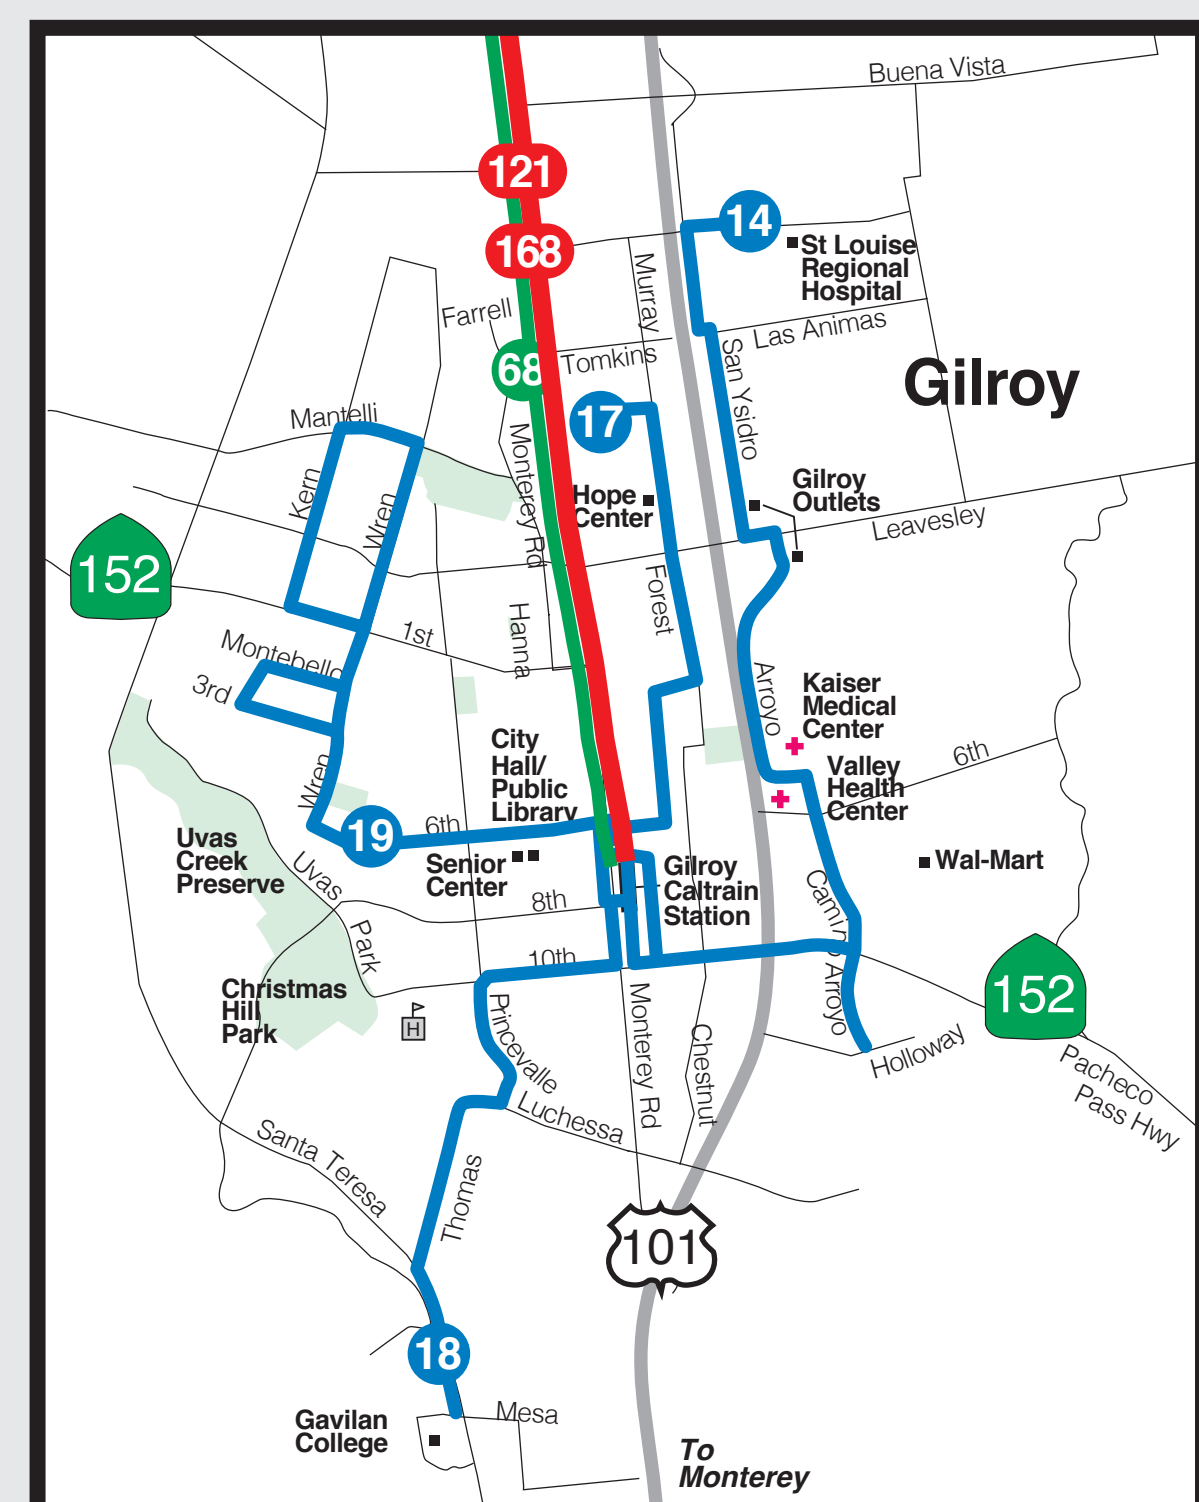 Buena Vista
121
14
168
St Louise
Regional
Hospital
Murray
Farrell
Las Animas
Tomkins
68
San Ysidro
Gilroy
17
Mantelli
Monterey Rd
Kern
Wren
Hope
Center
Gilroy
Outlets
Leavesley
152
Forest
Hanna
1st
Montebello
3rd
Arroyo
Kaiser
Medical
Center
City
Hall/
Public
Library
6th
Valley
Health
Center
Wren
19
6th
Uvas
Creek
Preserve
Uvas
Park
Senior
Center
Gilroy
Caltrain
Station
Wal-Mart
8th
Camino Arroyo
10th
152
Christmas
Hill
Park
H
Princevalle
Monterey Rd
Chestnut
Holloway
Pacheco
Pass Hwy
Luchessa
Santa Teresa
Thomas
101
18
Mesa
Gavilan
College
To
Monterey